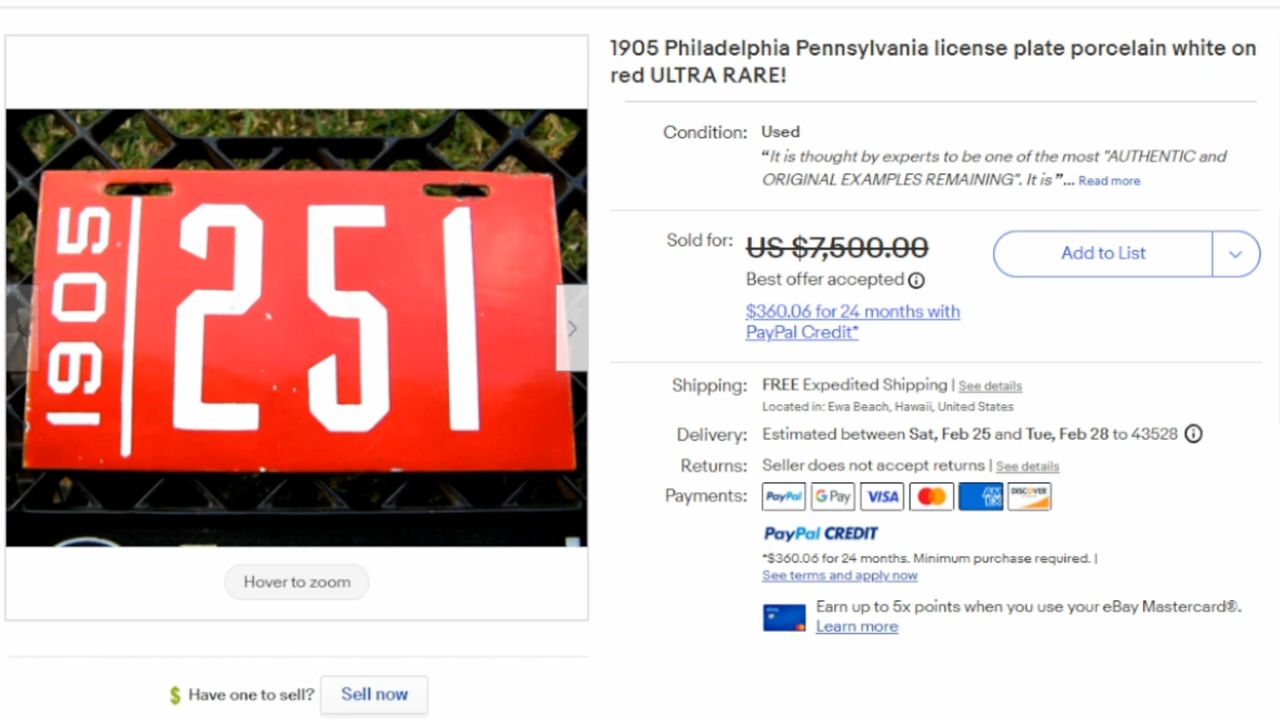 1905 Philadelphia Pennsylvania license plate porcelain white on
red ULTRA RARE!
1905
251
Condition: Used
“It is thought by experts to be one of the most "AUTHENTIC and
ORIGINAL EXAMPLES REMAINING". It is”... Read more
Sold for: US $7,500.00
Add to List
Best offer accepted
$360.06 for 24 months with
PayPal Credit*
Shipping: FREE Expedited Shipping | See details
Located in: Ewa Beach, Hawaii, United States
Delivery: Estimated between Sat, Feb 25 and Tue, Feb 28 to 43528
Returns: Seller does not accept returns | See details
Payments: PayPal G Pay VISA AM EX DISCOVER
PayPal CREDIT
*$360.06 for 24 months. Minimum purchase required. |
See terms and apply now
Earn up to 5x points when you use your eBay Mastercard®.
Learn more
Hover to zoom
$ Have one to sell? Sell now